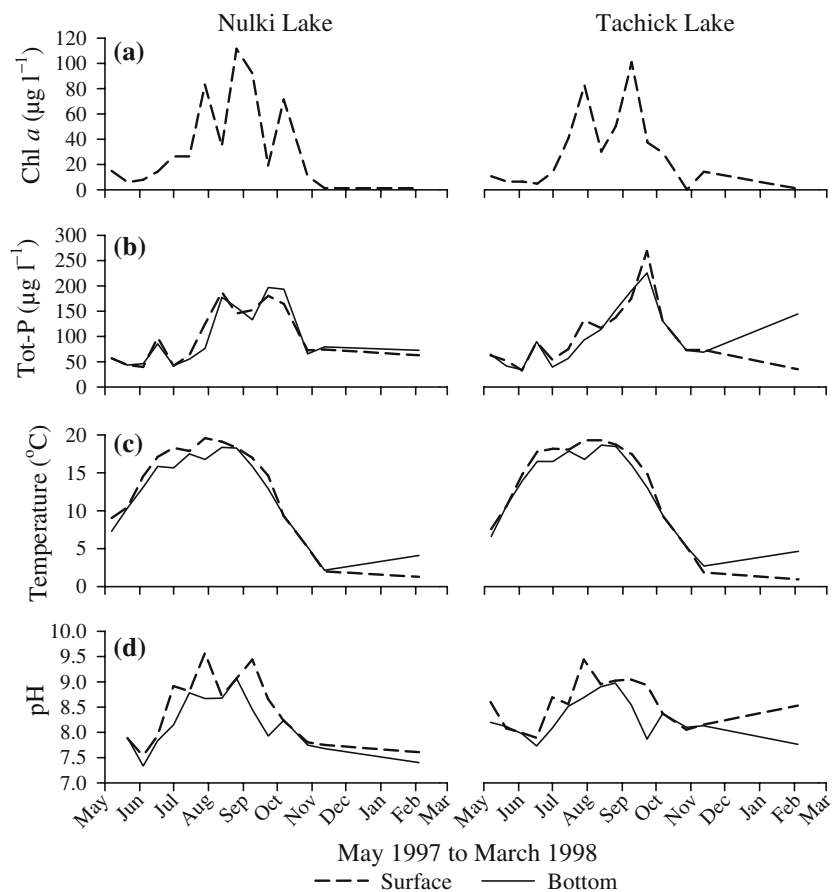 Nulki Lake
Tachick Lake
(a)
Chl a (µg l⁻¹)
120
100
80
60
40
20
0
(b)
Tot-P (µg l⁻¹)
300
250
200
150
100
50
0
(c)
Temperature (°C)
20
15
10
5
0
(d)
pH
10.0
9.5
9.0
8.5
8.0
7.5
7.0
May Jun Jul Aug Sep Oct Nov Dec Jan Feb Mar
May Jun Jul Aug Sep Oct Nov Dec Jan Feb Mar
May 1997 to March 1998
Surface Bottom